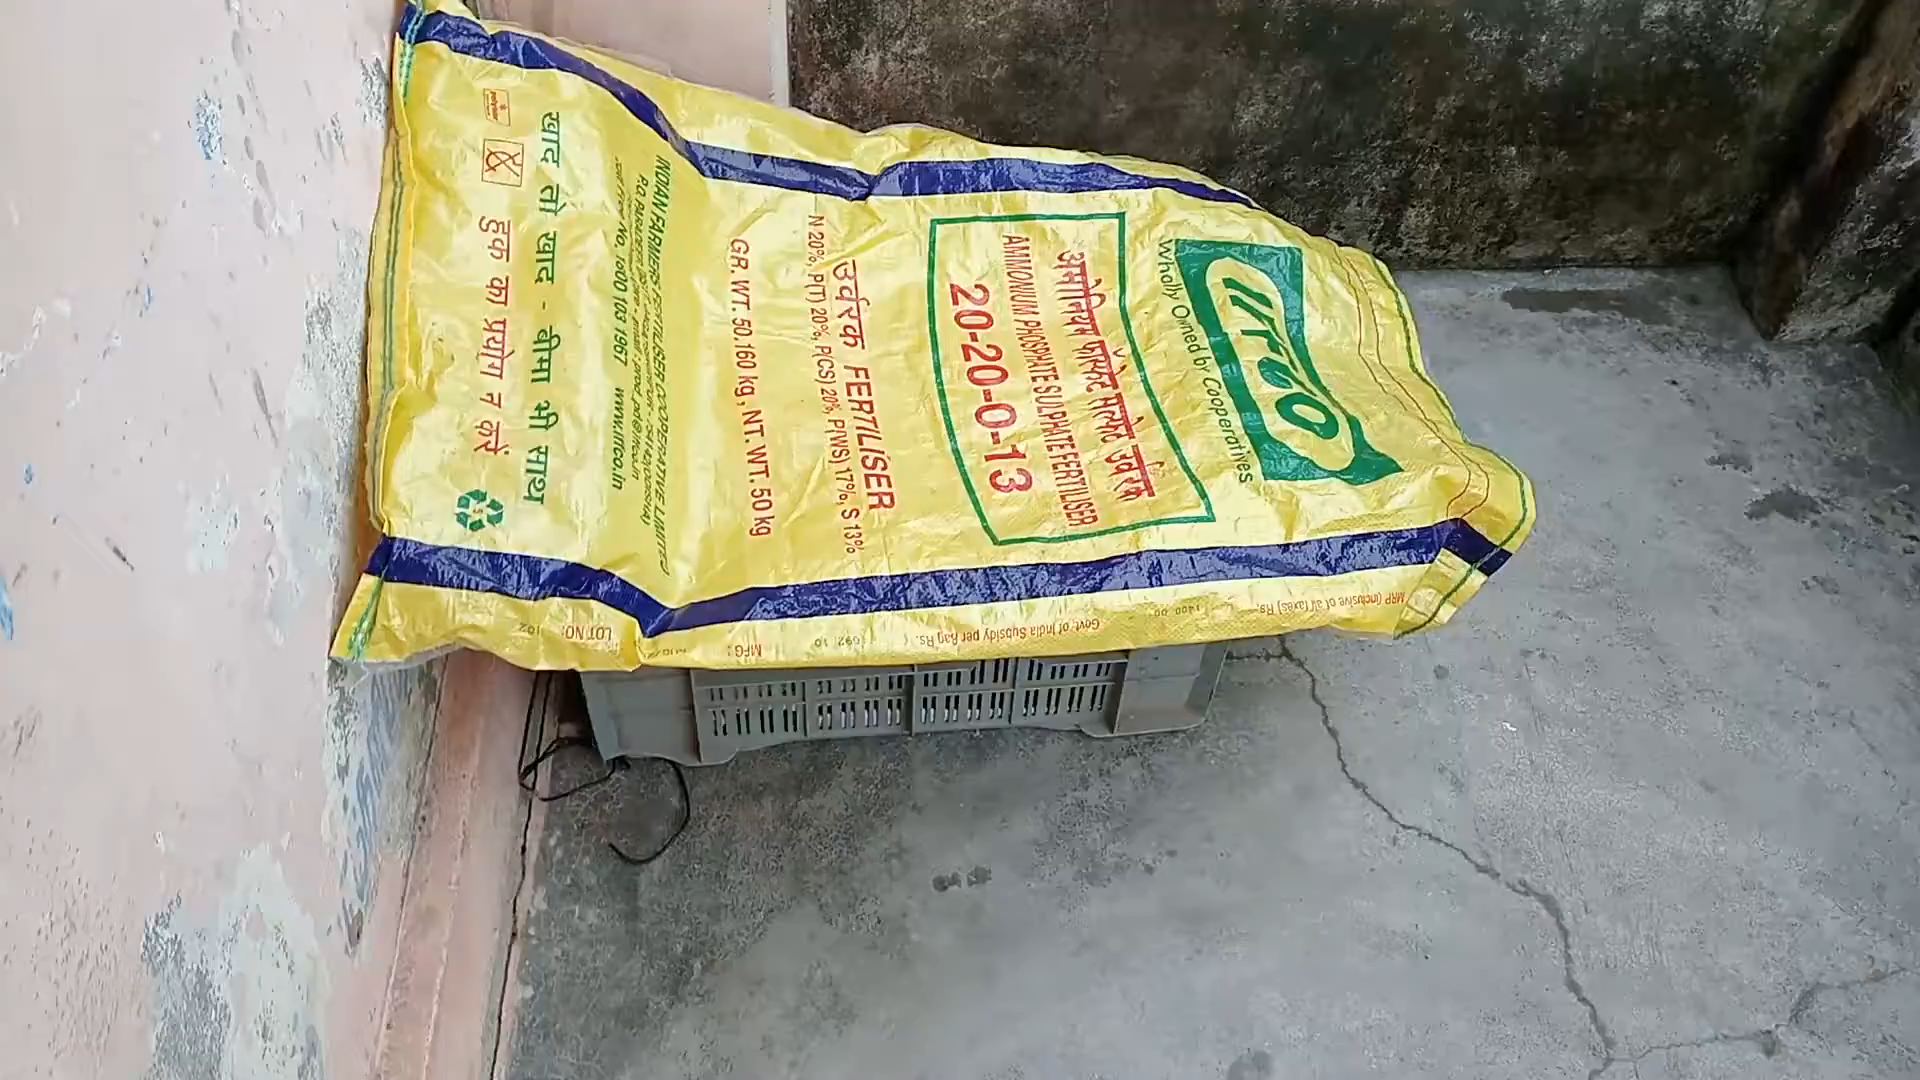 IFFCO
Wholly Owned by Cooperatives
अमोनियम फॉस्फेट सल्फेट उर्वरक
AMMONIUM PHOSPHATE SULPHATE FERTILISER
20-20-0-13
उर्वरक FERTILISER
N 20%, P(T) 20%, P(CS) 20%, P(WS) 17%, S 13%
GR. WT. 50.160 kg, NT. WT. 50 kg
INDIAN FARMERS FERTILISER COOPERATIVE LIMITED
No. 1800 103 1967 www.iffco.in
खाद तो खाद - बीमा भी साथ
हुक का प्रयोग न करें
MRP (inclusive of all taxes) Rs.
Govt. of India Subsidy per Bag Rs.
MFG:
LOT NO: